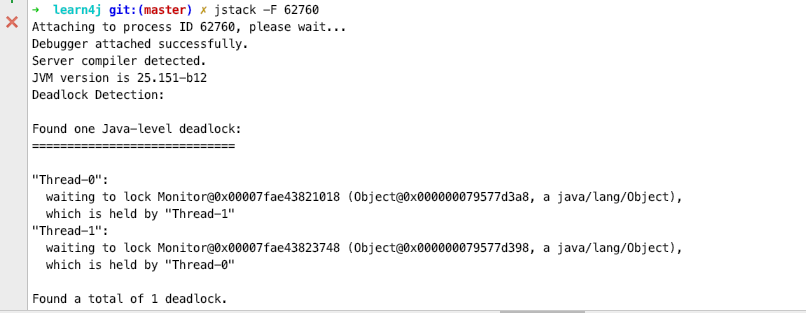 ➜  learn4j git:(master) ✗ jstack -F 62760
Attaching to process ID 62760, please wait...
Debugger attached successfully.
Server compiler detected.
JVM version is 25.151-b12
Deadlock Detection:

Found one Java-level deadlock:
=============================

"Thread-0":
  waiting to lock Monitor@0x00007fae43821018 (Object@0x000000079577d3a8, a java/lang/Object),
  which is held by "Thread-1"
"Thread-1":
  waiting to lock Monitor@0x00007fae43823748 (Object@0x000000079577d398, a java/lang/Object),
  which is held by "Thread-0"

Found a total of 1 deadlock.